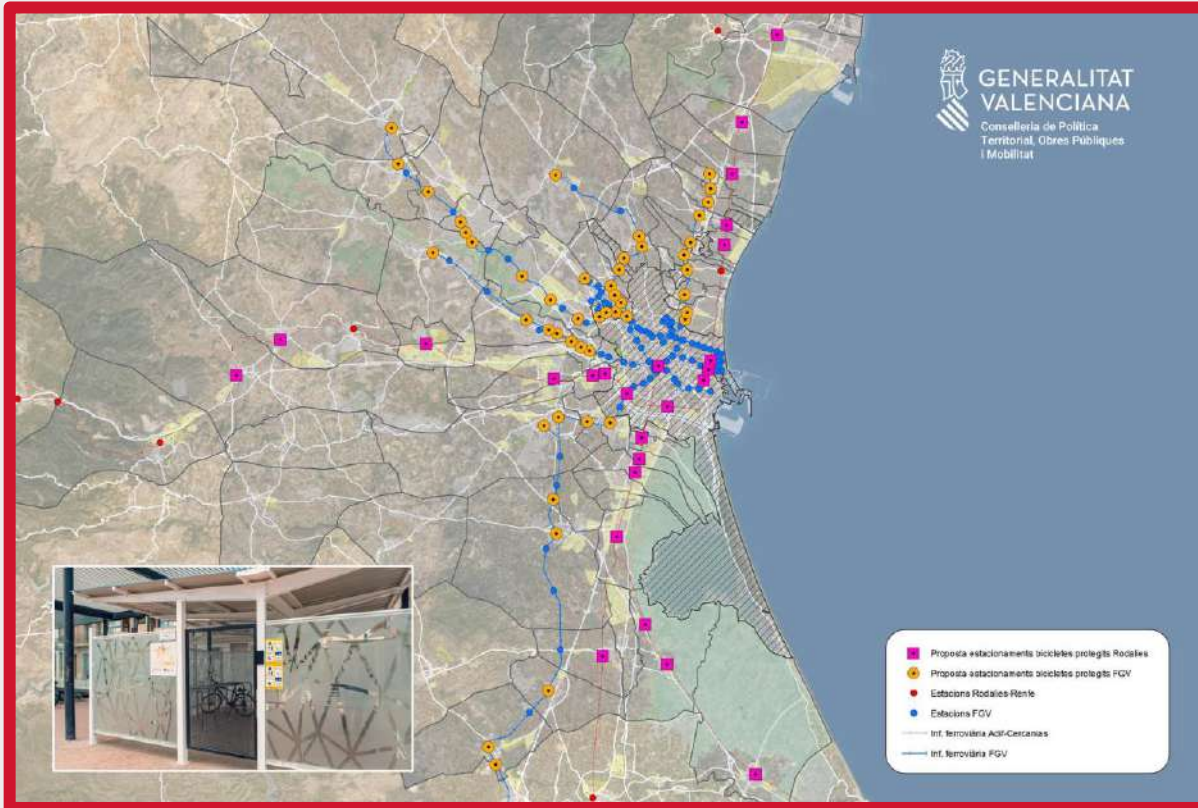 GENERALITAT
VALENCIANA
Conselleria de Política
Territorial, Obres Públiques
i Mobilitat
Proposta estacionaments bicicletes protegits Rodalies
Proposta estacionaments bicicletes protegits FGV
Estacions Rodalies-Renfe
Estacions FGV
Inf. ferroviària Adif-Cercanias
Inf. ferroviària FGV